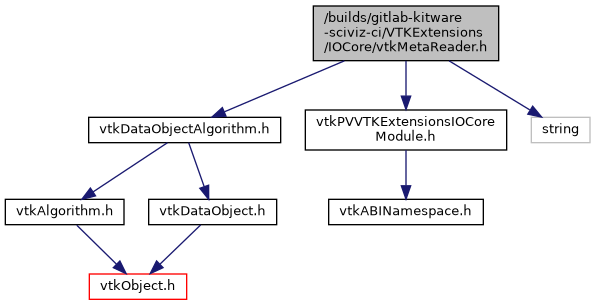 /builds/gitlab-kitware
-sciviz-ci/VTKExtensions
/IOCore/vtkMetaReader.h
vtkDataObjectAlgorithm.h
vtkPVVTKExtensionsIOCore
Module.h
string
vtkAlgorithm.h
vtkDataObject.h
vtkABINamespace.h
vtkObject.h